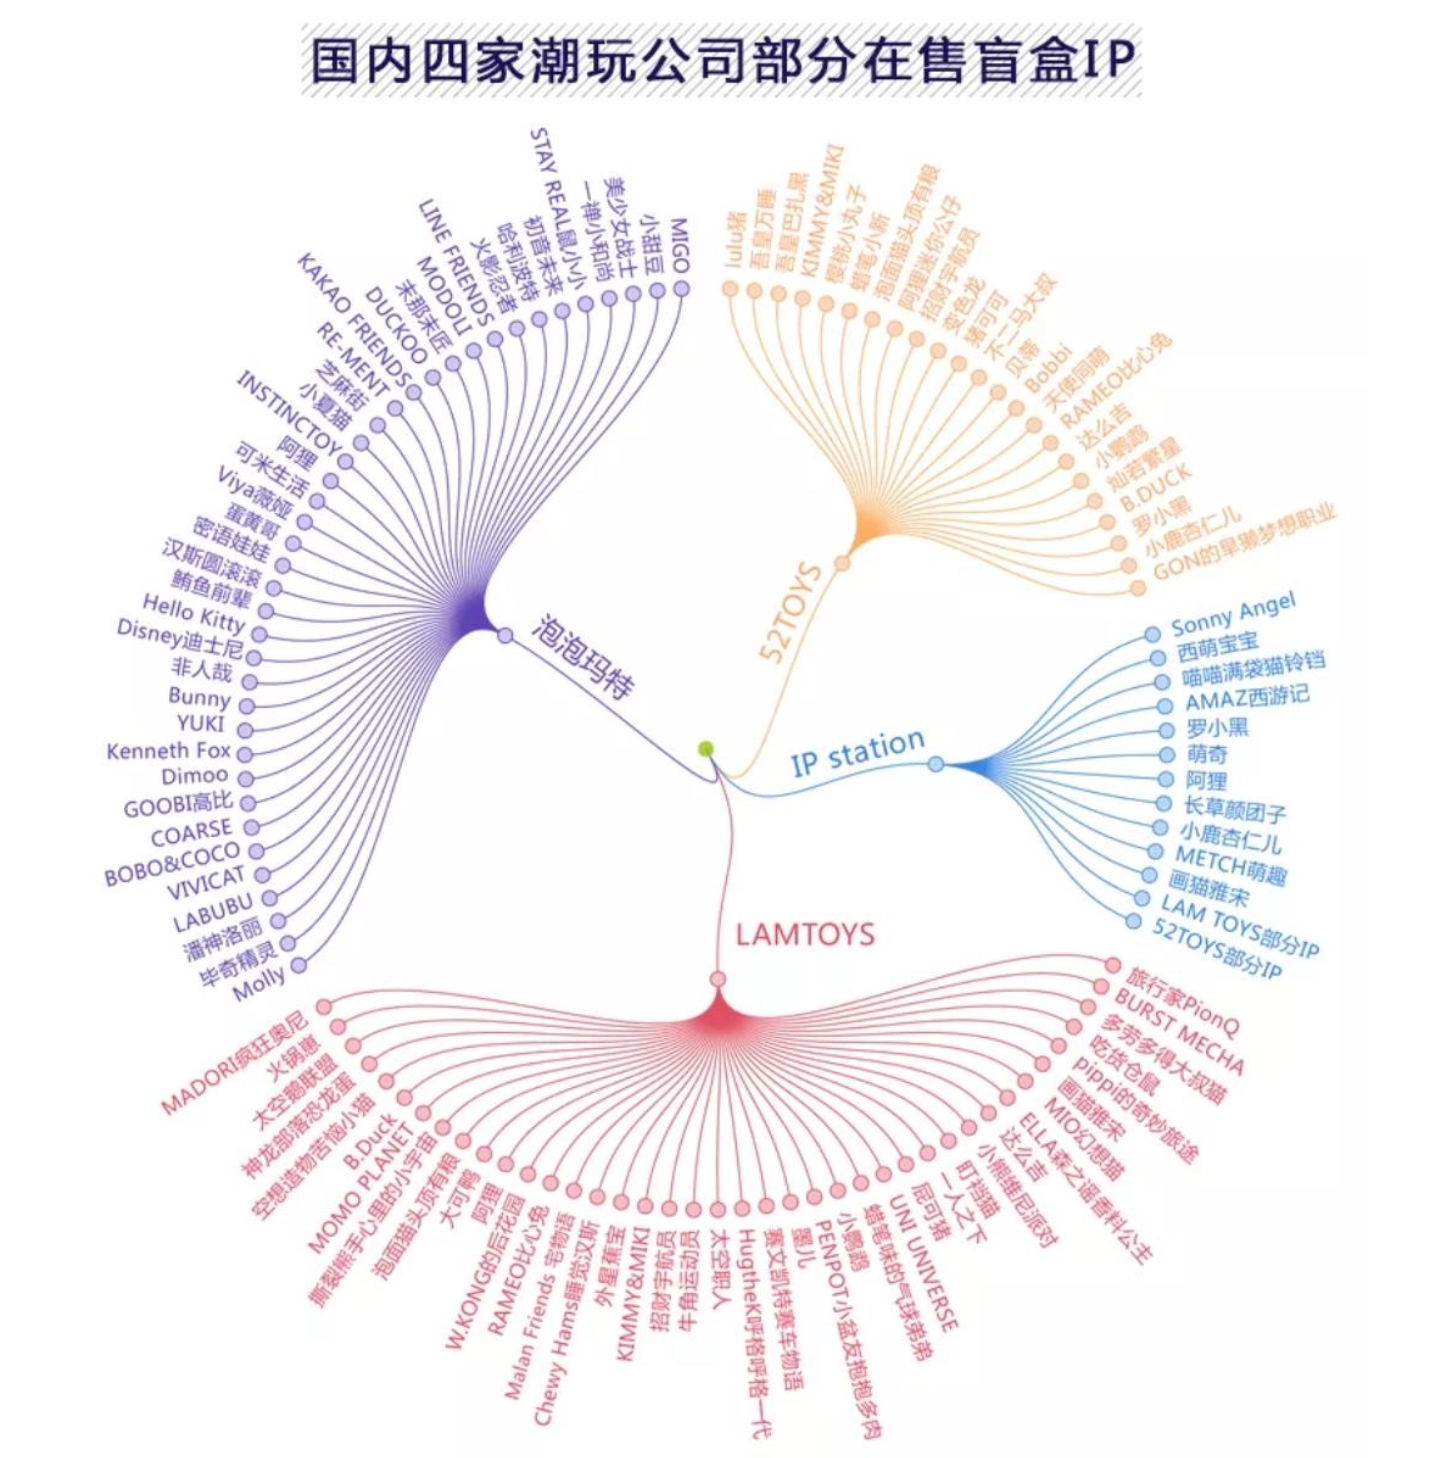 国内四家潮玩公司部分在售盲盒IP
泡泡玛特
MIGO
小甜豆
美少女战士
一禅小和尚
STAY REAL鼠小小
初音未来
哈利波特
火影忍者
LINE FRIENDS
MODOLI
末那末匠
DUCKOO
KAKAO FRIENDS
RE-MENT
芝麻街
小夏猫
INSTINCTOY
阿狸
可米生活
Viya薇娅
蛋黄哥
密语娃娃
汉斯圆滚滚
鲔鱼前辈
Hello Kitty
Disney迪士尼
非人哉
Bunny
YUKI
Kenneth Fox
Dimoo
GOOBI高比
COARSE
BOBO&COCO
VIVICAT
LABUBU
潘神洛丽
毕奇精灵
Molly
52TOYS
lulu猪
吾皇万睡
吾皇巴扎黑
KIMMY&MIKI
樱桃小丸子
蜡笔小新
泡面猫头顶有粮
阿狸迷你公仔
招财宇航员
变色龙
猪可可
不二马大叔
贝蒂
Bobbi
天使同萌
RAMEO比心兔
达么吉
小鹦鹉
灿若繁星
B.DUCK
罗小黑
小鹿杏仁儿
GON的旱獭梦想职业
IP station
Sonny Angel
西萌宝宝
喵喵满袋猫铃铛
AMAZ西游记
罗小黑
萌奇
阿狸
长草颜团子
小鹿杏仁儿
METCH萌趣
画猫雅宋
LAM TOYS部分IP
52TOYS部分IP
LAMTOYS
旅行家PionQ
BURST MECHA
多劳多得大叔猫
吃货仓鼠
pippi的奇妙旅途
画猫雅宋
MIO幻想猫
ELLA森之谣香料公主
达么吉
小熊维尼派对
盯裆猫
一人之下
屁可猪
UNI UNIVERSE
蜡笔味的气球弟弟
小鹦鹉
PENPOT小盆友抱抱多肉
墨儿
赛文凯特赛车物语
HugtheK呼格呼格一代
太空职人
牛角运动员
招财宇航员
KIMMY&MIKI
外星蕉宝
Chewy Hams睡觉汉斯
Malan Friends 宅物语
RAMEO比心兔
W.KONG的后花园
阿狸
大可鸭
泡面猫头顶有粮
撕裂熊手心里的小宇宙
MOMO PLANET
B.Duck
空想造物苦恼小猫
神龙部落恐龙蛋
太空鹅联盟
火锅崽
MADORI疯狂奥尼